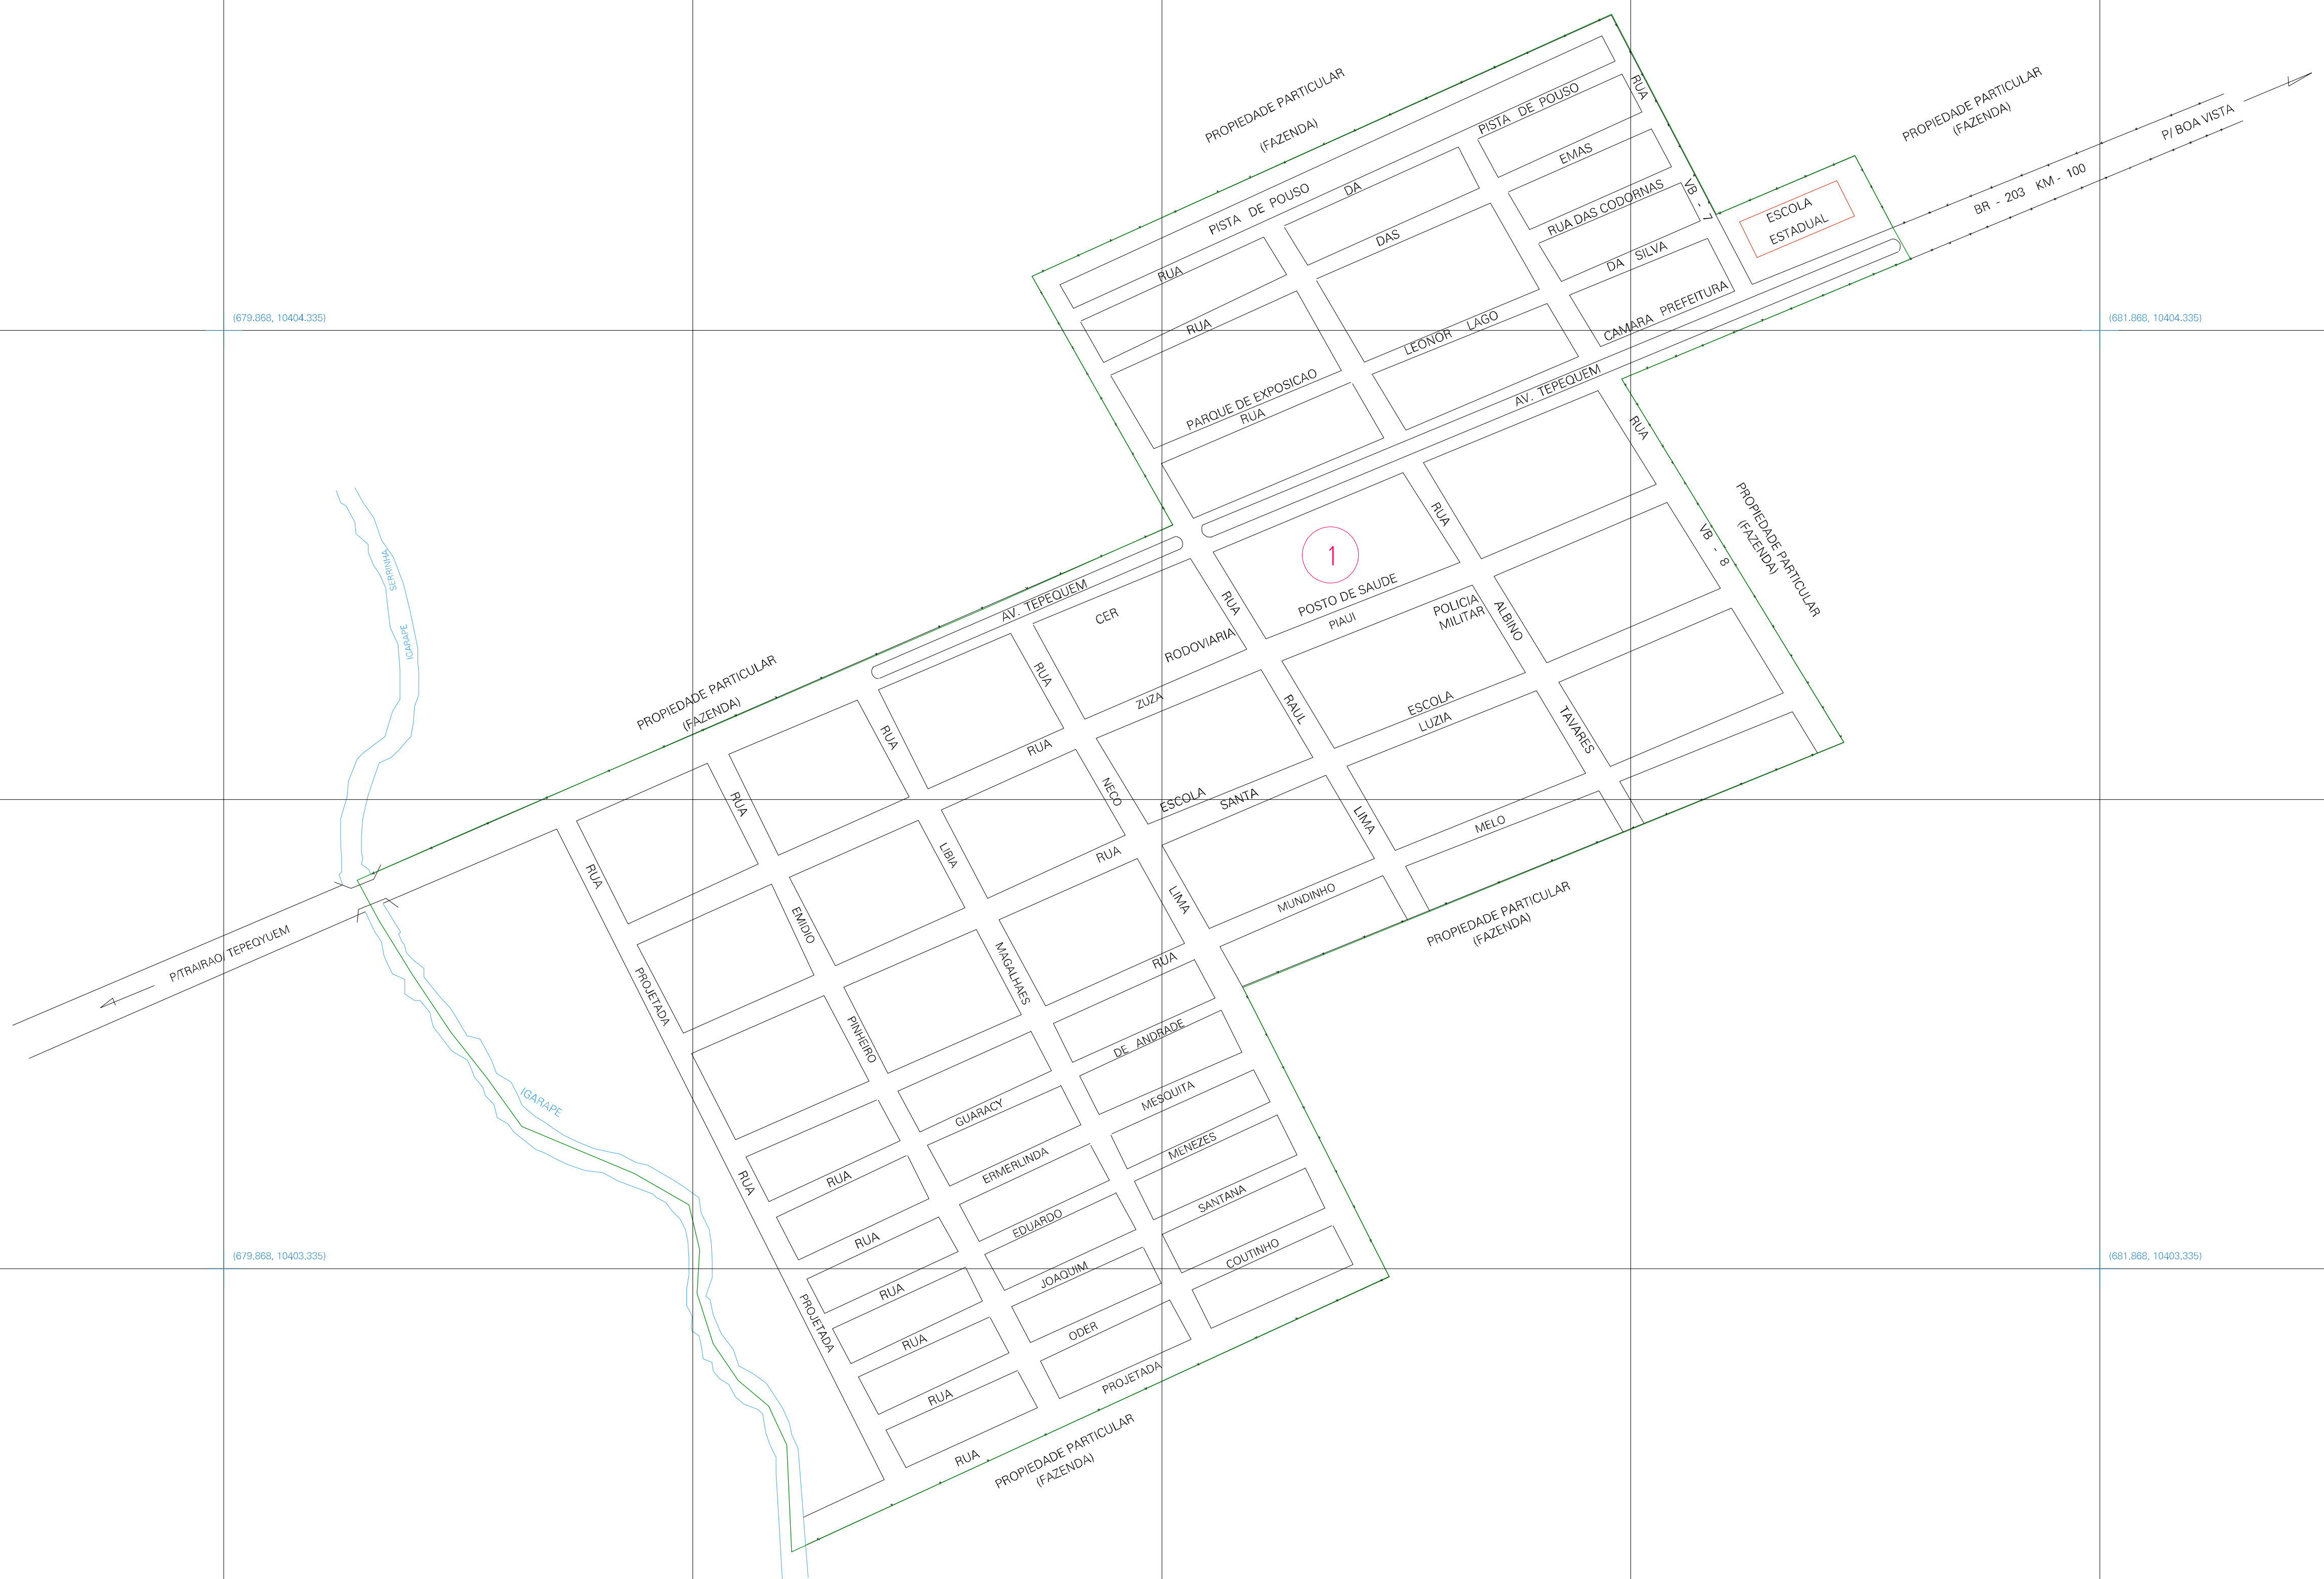 PROPIEDADE PARTICULAR
(FAZENDA)
PROPIEDADE PARTICULAR
(FAZENDA)
RUA
VB - 7
P/ BOA VISTA
BR - 203 KM - 100
PISTA DE POUSO
PISTA DE POUSO
RUA DA PISTA DE POUSO
RUA DAS EMAS
RUA DAS CODORNAS
ESCOLA
ESTADUAL
RUA LEONOR LAGO DA SILVA
PARQUE DE EXPOSICAO
CAMARA PREFEITURA
(679.868, 10404.335)
(681.868, 10404.335)
AV. TEPEQUEM
RUA
VB - 8
PROPIEDADE PARTICULAR
(FAZENDA)
1
POSTO DE SAUDE
POLICIA
MILITAR
SERRINHA
IGARAPE
AV. TEPEQUEM
CER
RODOVIARIA
RUA ZUZA PIAUI
RUA ALBINO TAVARES
RUA RAUL LIMA
RUA NECO LIMA
RUA LIBIA MAGALHAES
RUA EMIDIO PINHEIRO
RUA PROJETADA
RUA PROJETADA
PROPIEDADE PARTICULAR
(FAZENDA)
ESCOLA
ESCOLA
RUA SANTA LUZIA
RUA MUNDINHO MELO
PROPIEDADE PARTICULAR
(FAZENDA)
P/TRAIRAO/ TEPEQYUEM
IGARAPE
RUA GUARACY DE ANDRADE
RUA ERMERLINDA MESQUITA
RUA EDUARDO MENEZES
RUA JOAQUIM SANTANA
RUA ODER COUTINHO
RUA PROJETADA
(679.868, 10403.335)
(681.868, 10403.335)
PROPIEDADE PARTICULAR
(FAZENDA)